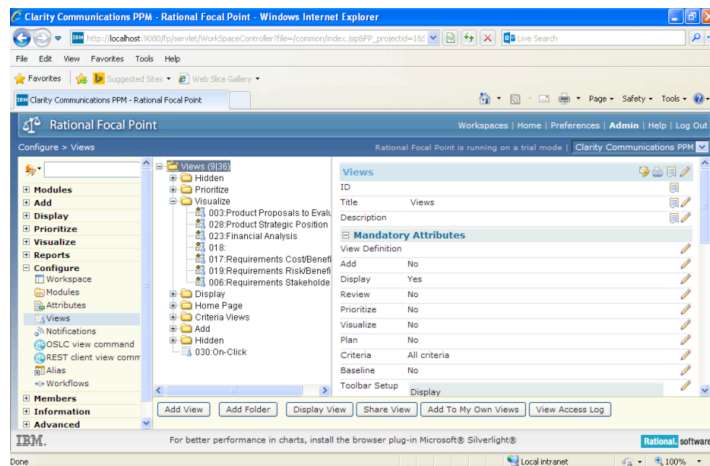 Clarity Communications PPM - Rational Focal Point - Windows Internet Explorer
http://localhost:9080/fp/servlet/WorkSpaceController?file=/common/index.jsp&FP_projectid=16
Live Search
File Edit View Favorites Tools Help
Favorites Suggested Sites Web Slice Gallery
Clarity Communications PPM - Rational Focal Point
Page Safety Tools
Rational Focal Point
Workspaces | Home | Preferences | Admin | Help | Log Out
Configure > Views
Rational Focal Point is running on a trial mode | Clarity Communications PPM
Modules
Add
Display
Prioritize
Visualize
Reports
Configure
Workspace
Modules
Attributes
Views
Notifications
OSLC view command
REST client view comm
Alias
Workflows
Members
Information
Advanced
Views (9|36)
Hidden
Prioritize
Visualize
003:Product Proposals to Evalu
028:Product Strategic Position
023:Financial Analysis
018:
017:Requirements Cost/Benefi
019:Requirements Risk/Benefi
006:Requirements Stakeholde
Display
Home Page
Criteria Views
Add
Hidden
030:On-Click
Views
ID
Title Views
Description
Mandatory Attributes
View Definition
Add No
Display Yes
Review No
Prioritize No
Visualize No
Plan No
Criteria All criteria
Baseline No
Toolbar Setup Display
Add View Add Folder Display View Share View Add To My Own Views View Access Log
IBM. For better performance in charts, install the browser plug-in Microsoft® Silverlight® Rational. software
Done Local intranet 100%